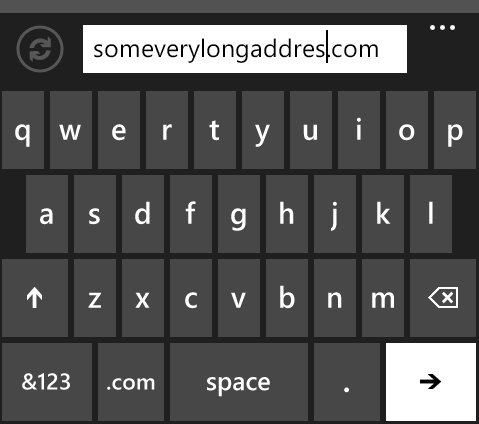 someverylongaddres.com
q w e r t y u i o p
a s d f g h j k l
z x c v b n m
&123 .com space .